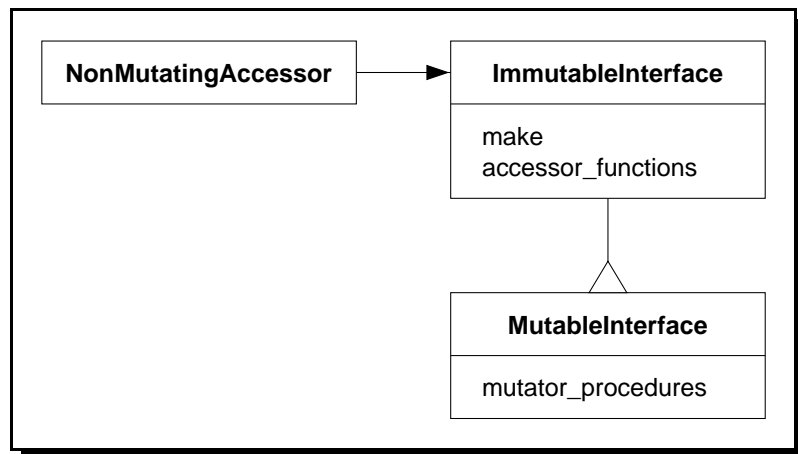 NonMutatingAccessor
ImmutableInterface
make
accessor_functions
MutableInterface
mutator_procedures